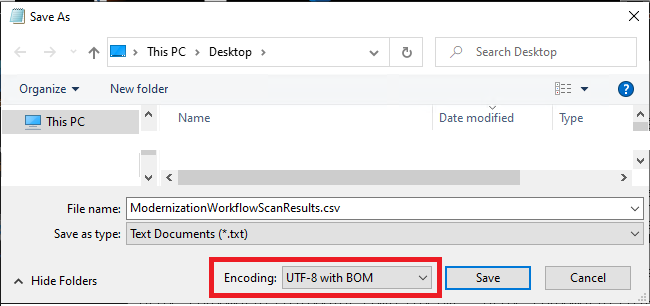 Save As
This PC > Desktop >
Search Desktop
Organize
New folder
?
This PC
Name
Date modified
Type
File name: ModernizationWorkflowScanResults.csv
Save as type: Text Documents (*.txt)
Hide Folders
Encoding: UTF-8 with BOM
Save
Cancel